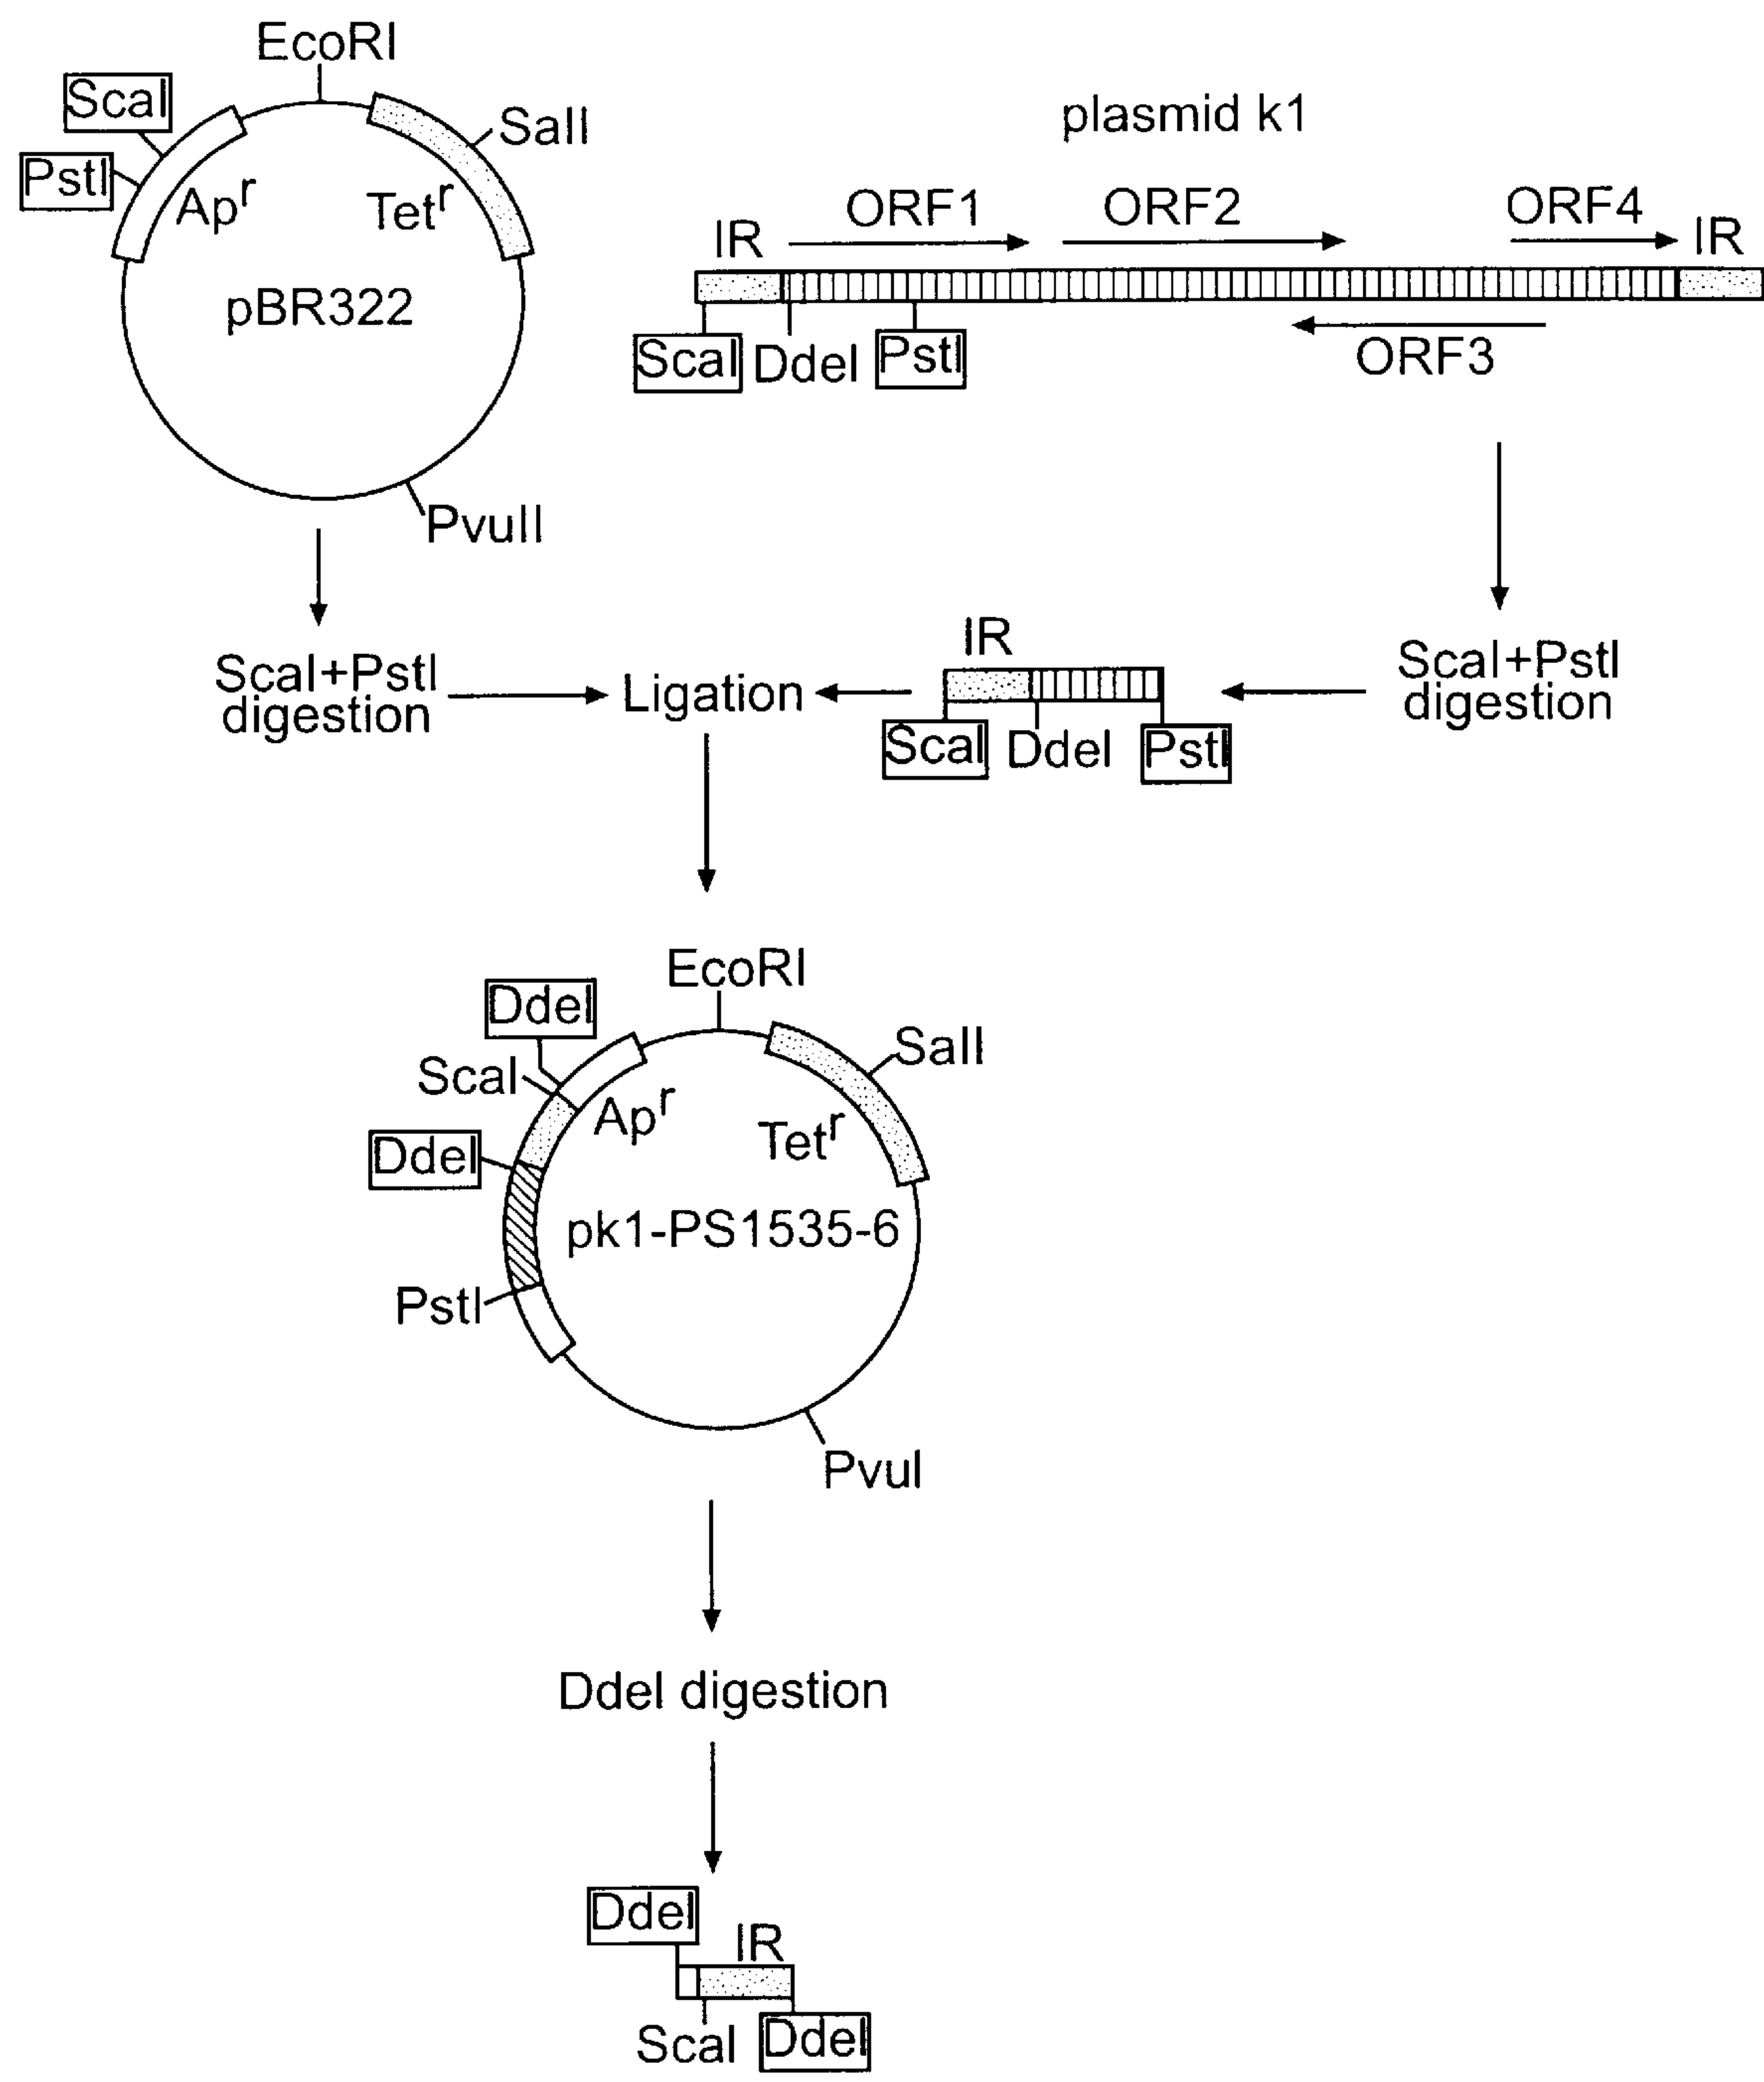 EcoRI
ScaI
SalI
PstI
Apr
Tetr
pBR322
PvuII
plasmid k1
ORF1
ORF2
ORF4
IR
IR
ScaI
DdeI
PstI
ORF3
ScaI+PstI
digestion
Ligation
IR
ScaI
DdeI
PstI
ScaI+PstI
digestion
EcoRI
DdeI
SalI
ScaI
Apr
Tetr
DdeI
pk1-PS1535-6
PstI
PvuI
DdeI digestion
DdeI
IR
ScaI
DdeI